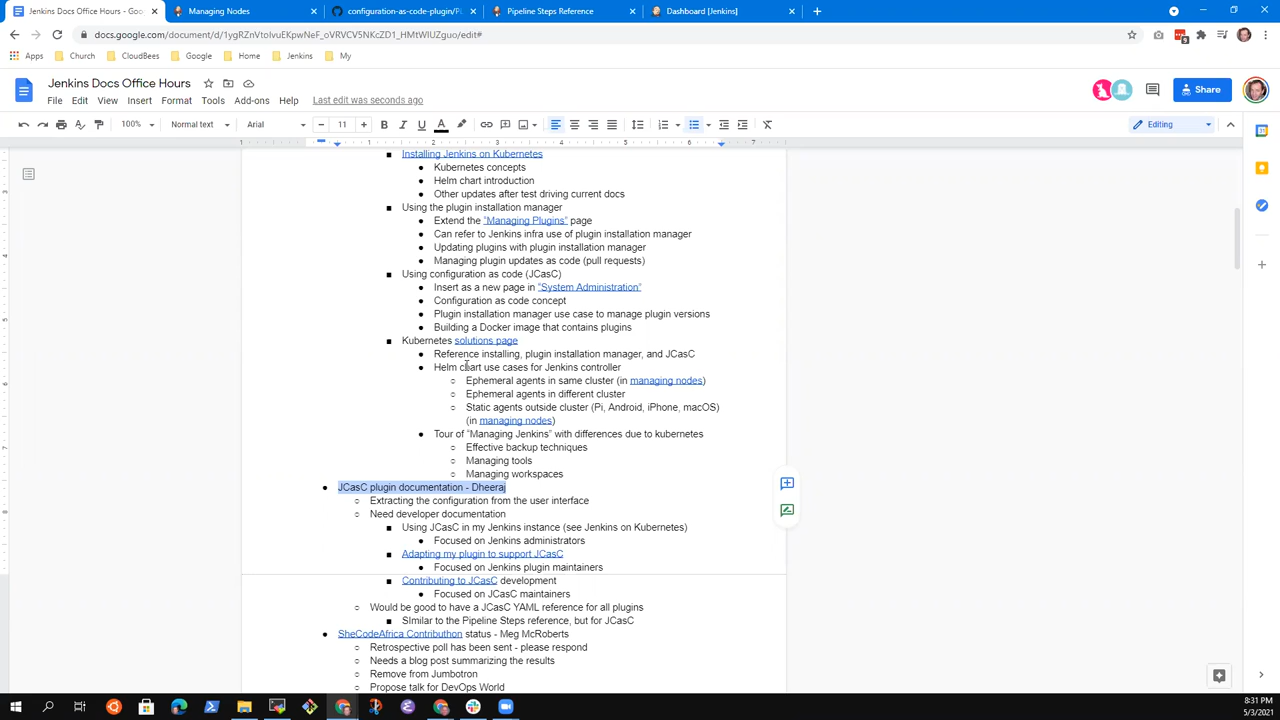 Jenkins Docs Office Hours - Goo
Managing Nodes
configuration-as-code-plugin/PL
Pipeline Steps Reference
Dashboard [Jenkins]
Apps
Church
CloudBees
Google
Home
Jenkins
My
Jenkins Docs Office Hours
File Edit View Insert Format Tools Add-ons Help Last edit was seconds ago
Share
100% Normal text Arial 11 Editing
Installing Jenkins on Kubernetes
Kubernetes concepts
Helm chart introduction
Other updates after test driving current docs
Using the plugin installation manager
Extend the "Managing Plugins" page
Can refer to Jenkins infra use of plugin installation manager
Updating plugins with plugin installation manager
Managing plugin updates as code (pull requests)
Using configuration as code (JCasC)
Insert as a new page in "System Administration"
Configuration as code concept
Plugin installation manager use case to manage plugin versions
Building a Docker image that contains plugins
Kubernetes solutions page
Reference installing, plugin installation manager, and JCasC
Helm chart use cases for Jenkins controller
Ephemeral agents in same cluster (in managing nodes)
Ephemeral agents in different cluster
Static agents outside cluster (Pi, Android, iPhone, macOS)
(in managing nodes)
Tour of "Managing Jenkins" with differences due to kubernetes
Effective backup techniques
Managing tools
Managing workspaces
JCasC plugin documentation - Dheeraj
Extracting the configuration from the user interface
Need developer documentation
Using JCasC in my Jenkins instance (see Jenkins on Kubernetes)
Focused on Jenkins administrators
Adapting my plugin to support JCasC
Focused on Jenkins plugin maintainers
Contributing to JCasC development
Focused on JCasC maintainers
Would be good to have a JCasC YAML reference for all plugins
SImilar to the Pipeline Steps reference, but for JCasC
SheCodeAfrica Contributhon status - Meg McRoberts
Retrospective poll has been sent - please respond
Needs a blog post summarizing the results
Remove from Jumbotron
Propose talk for DevOps World
8:31 PM
5/3/2021